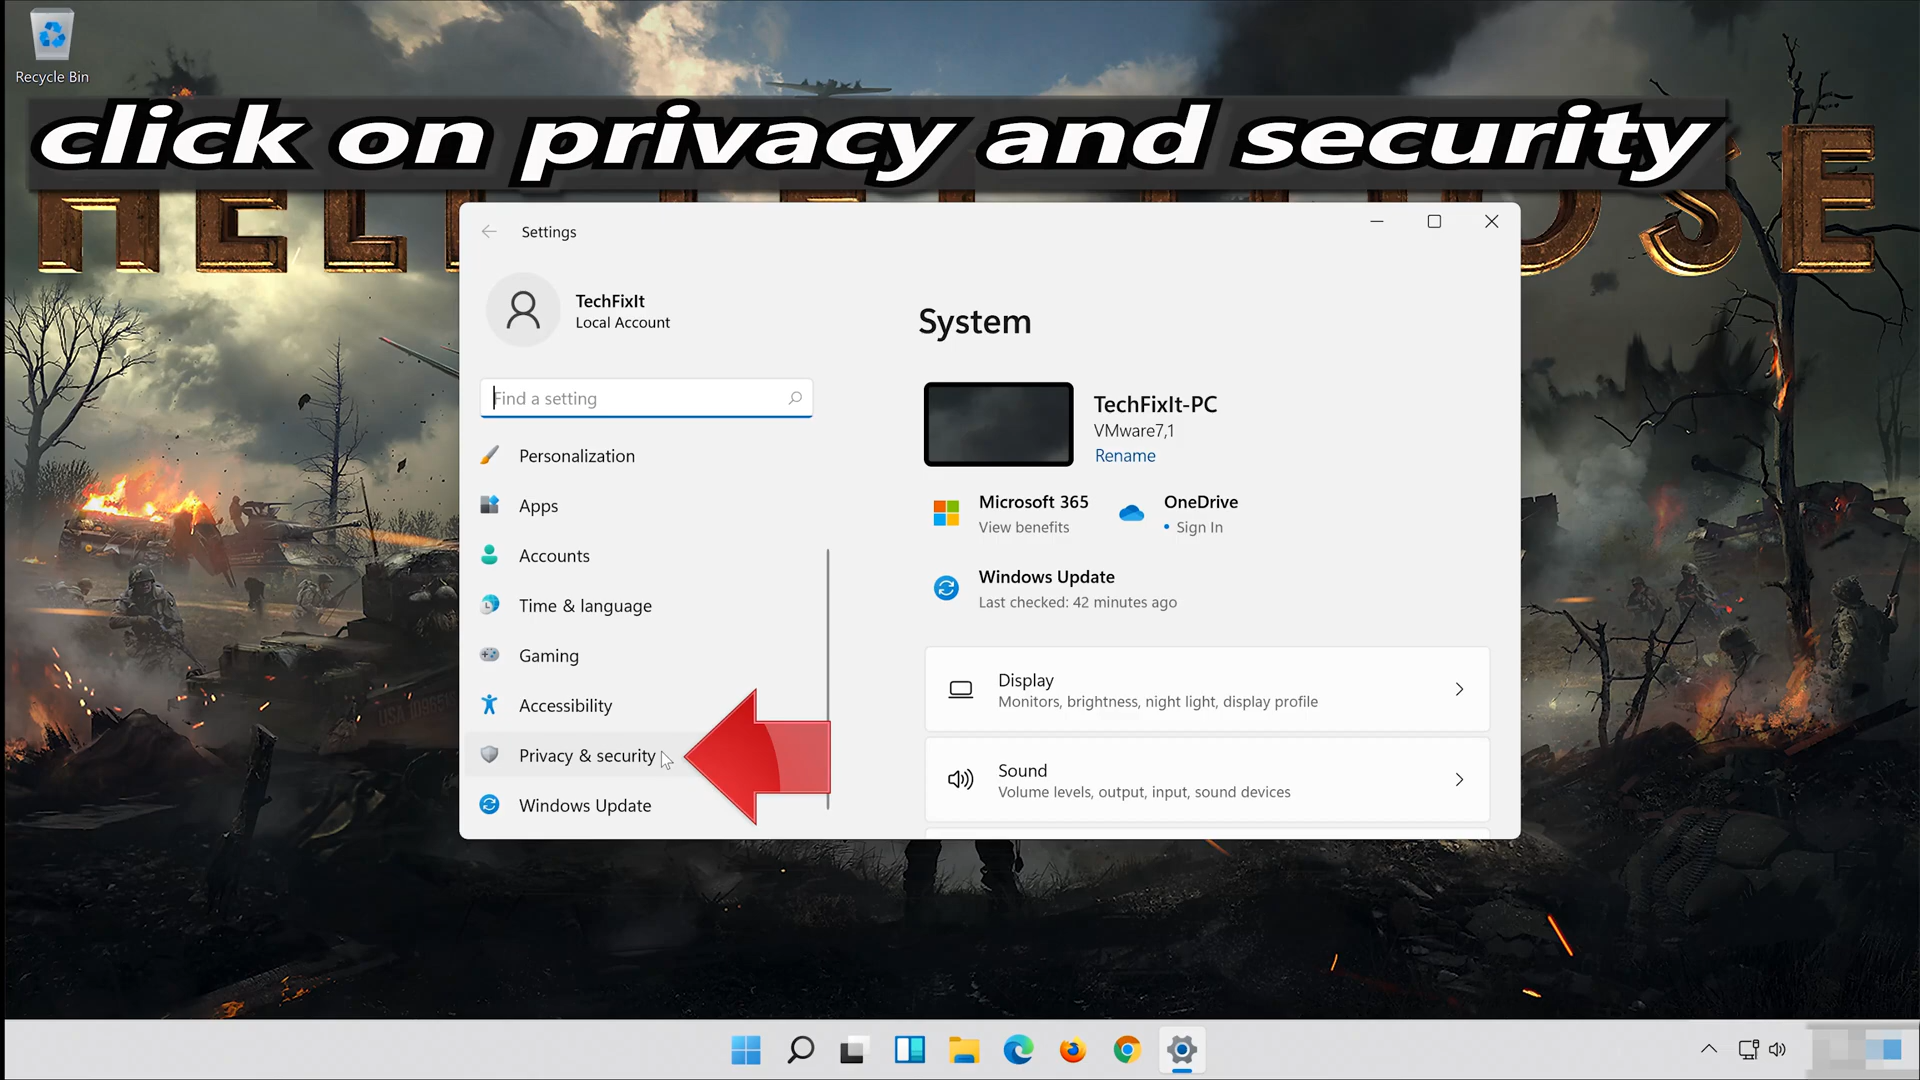 Recycle Bin
click on privacy and security
HELL LET LOOSE
Settings
TechFixIt
Local Account
Find a setting
Personalization
Apps
Accounts
Time & language
Gaming
Accessibility
Privacy & security
Windows Update
System
TechFixIt-PC
VMware7,1
Rename
Microsoft 365
View benefits
OneDrive
• Sign In
Windows Update
Last checked: 42 minutes ago
Display
Monitors, brightness, night light, display profile
Sound
Volume levels, output, input, sound devices